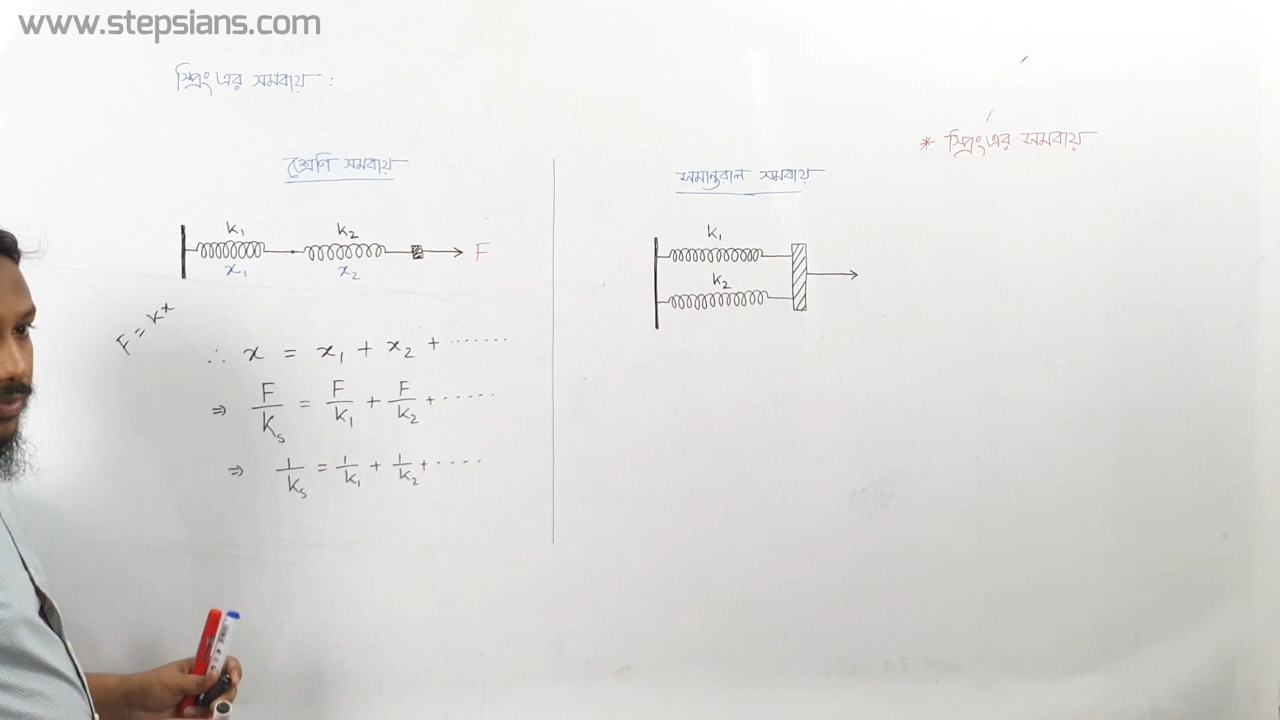 www.stepsians.com
স্প্রিং এর সমবায় :
* স্প্রিং এর সমবায়
শ্রেণি সমবায়
k₁ k₂
x₁ x₂
F
F = kx
∴ x = x₁ + x₂ + ·······
⇒ F/kₛ = F/k₁ + F/k₂ + ·····
⇒ 1/kₛ = 1/k₁ + 1/k₂ + ····
সমান্তরাল সমবায়
k₁
k₂